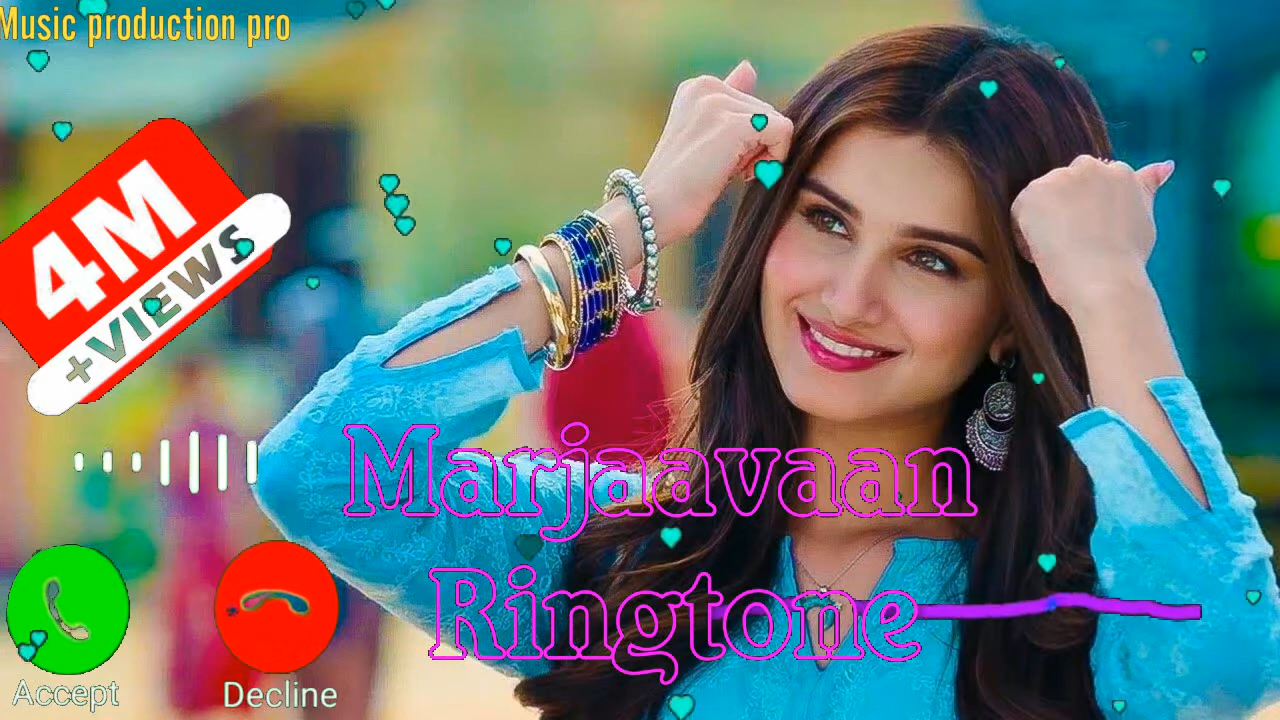 Music production pro
4M
+VIEWS
Marjaavaan
Ringtone
Accept
Decline